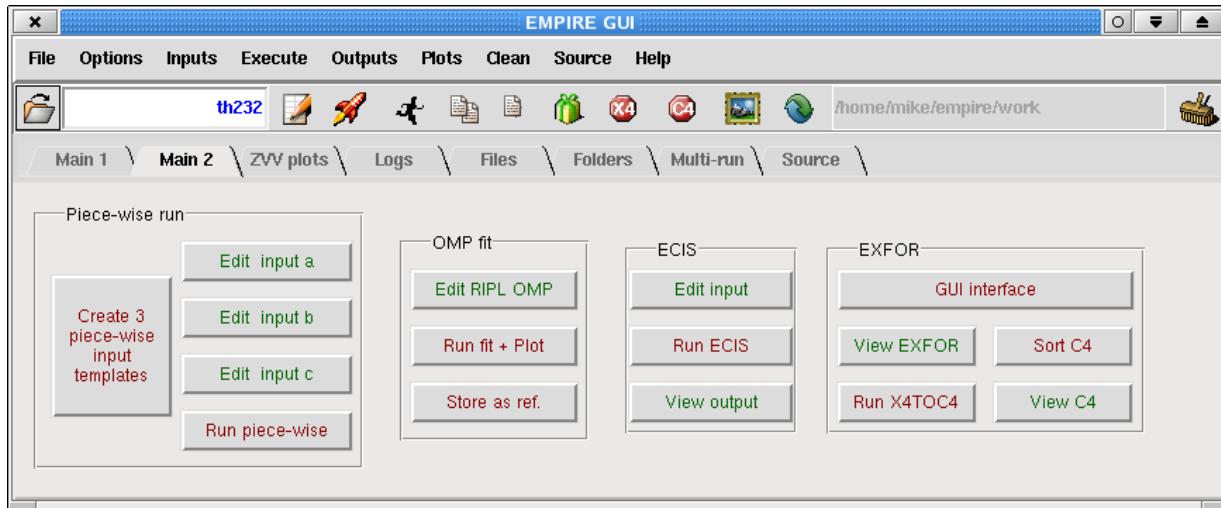 EMPIRE GUI
File Options Inputs Execute Outputs Plots Clean Source Help
th232 X4 C4 /home/mike/empire/work
Main 1 Main 2 ZVV plots Logs Files Folders Multi-run Source
Piece-wise run
Create 3
piece-wise
input
templates
Edit input a
Edit input b
Edit input c
Run piece-wise
OMP fit
Edit RIPL OMP
Run fit + Plot
Store as ref.
ECIS
Edit input
Run ECIS
View output
EXFOR
GUI interface
View EXFOR Sort C4
Run X4TOC4 View C4